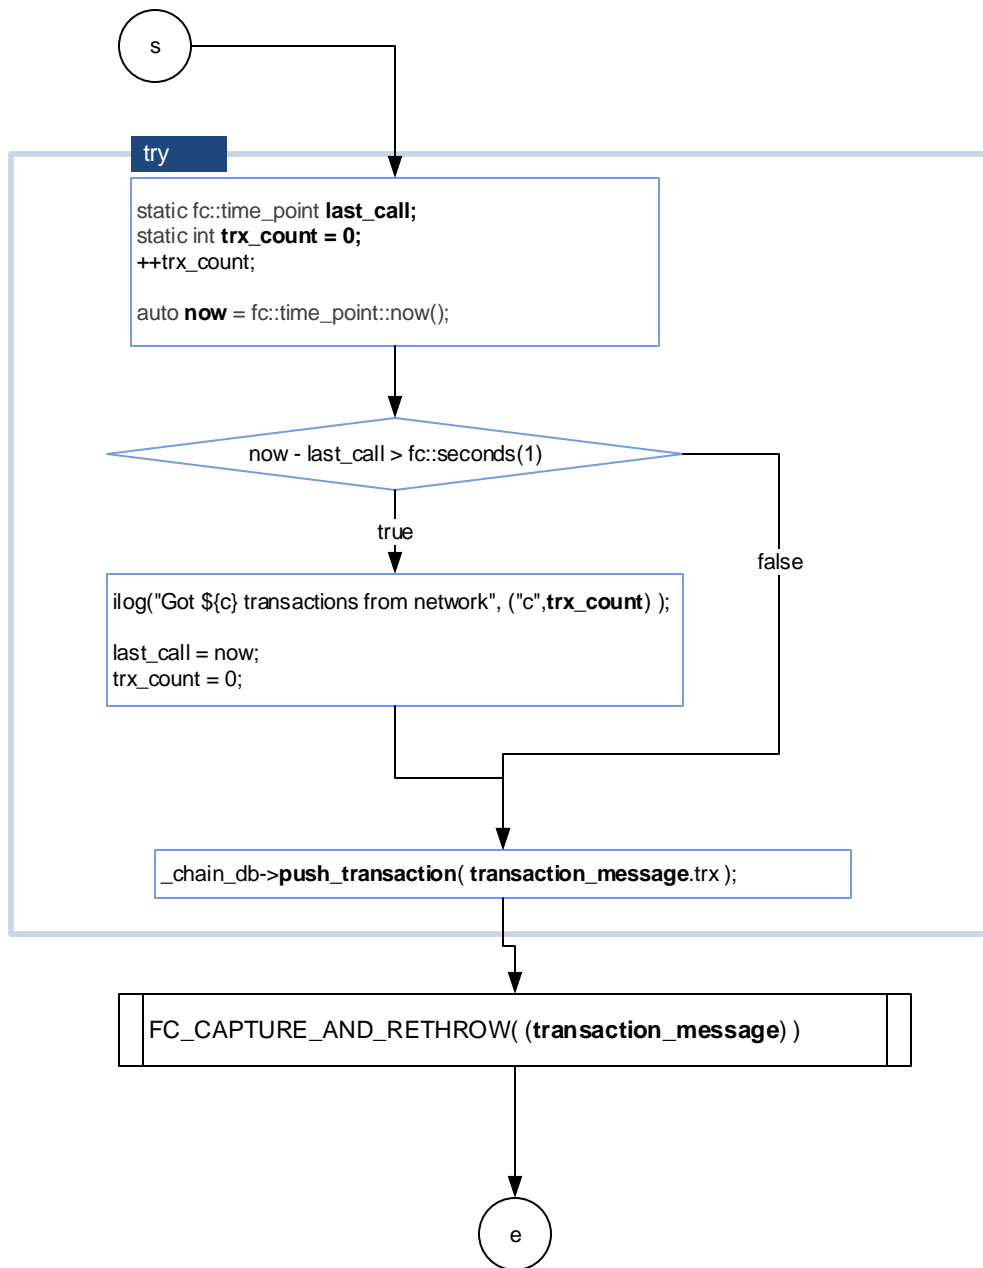 s
try
static fc::time_point last_call;
static int trx_count = 0;
++trx_count;
auto now = fc::time_point::now();
now - last_call > fc::seconds(1)
true
false
ilog("Got ${c} transactions from network", ("c",trx_count) );
last_call = now;
trx_count = 0;
_chain_db->push_transaction( transaction_message.trx );
FC_CAPTURE_AND_RETHROW( (transaction_message) )
e